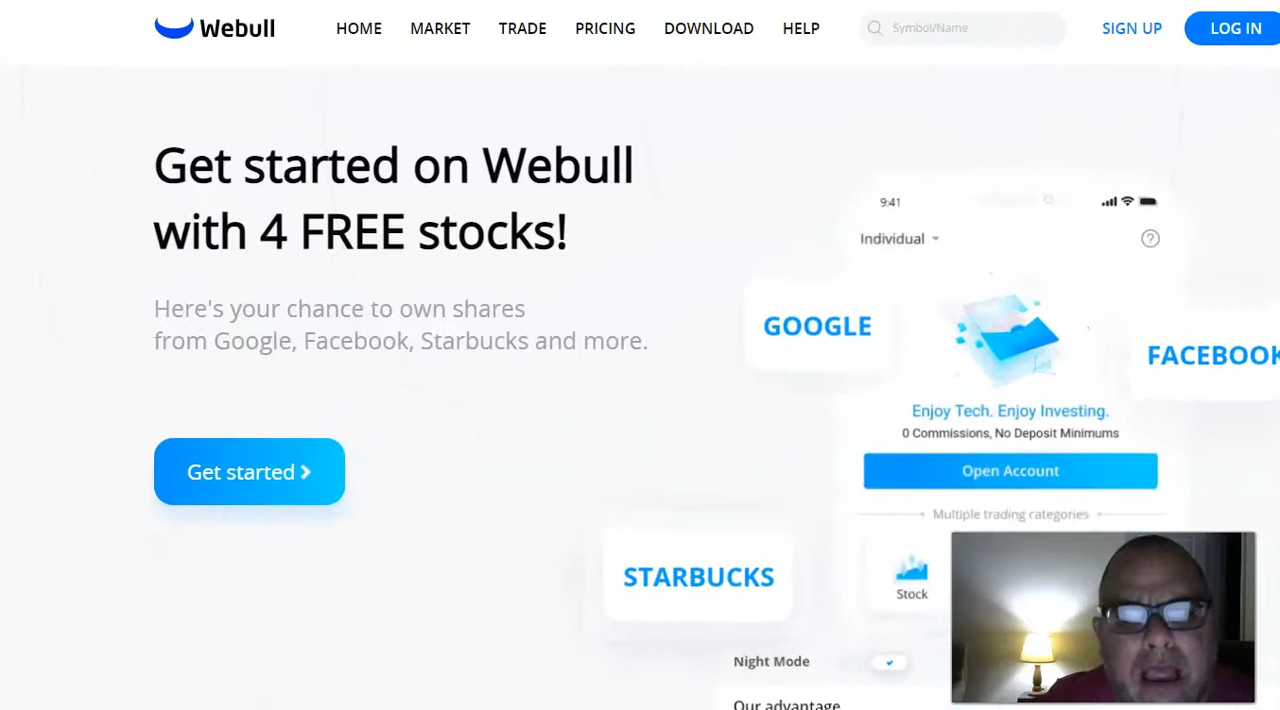 Webull
HOME
MARKET
TRADE
PRICING
DOWNLOAD
HELP
Symbol/Name
SIGN UP
LOG IN
Get started on Webull
with 4 FREE stocks!
Here's your chance to own shares
from Google, Facebook, Starbucks and more.
Get started
9:41
Individual
GOOGLE
FACEBOOK
Enjoy Tech. Enjoy Investing.
0 Commissions, No Deposit Minimums
Open Account
Multiple trading categories
STARBUCKS
Stock
Night Mode
Our advantage